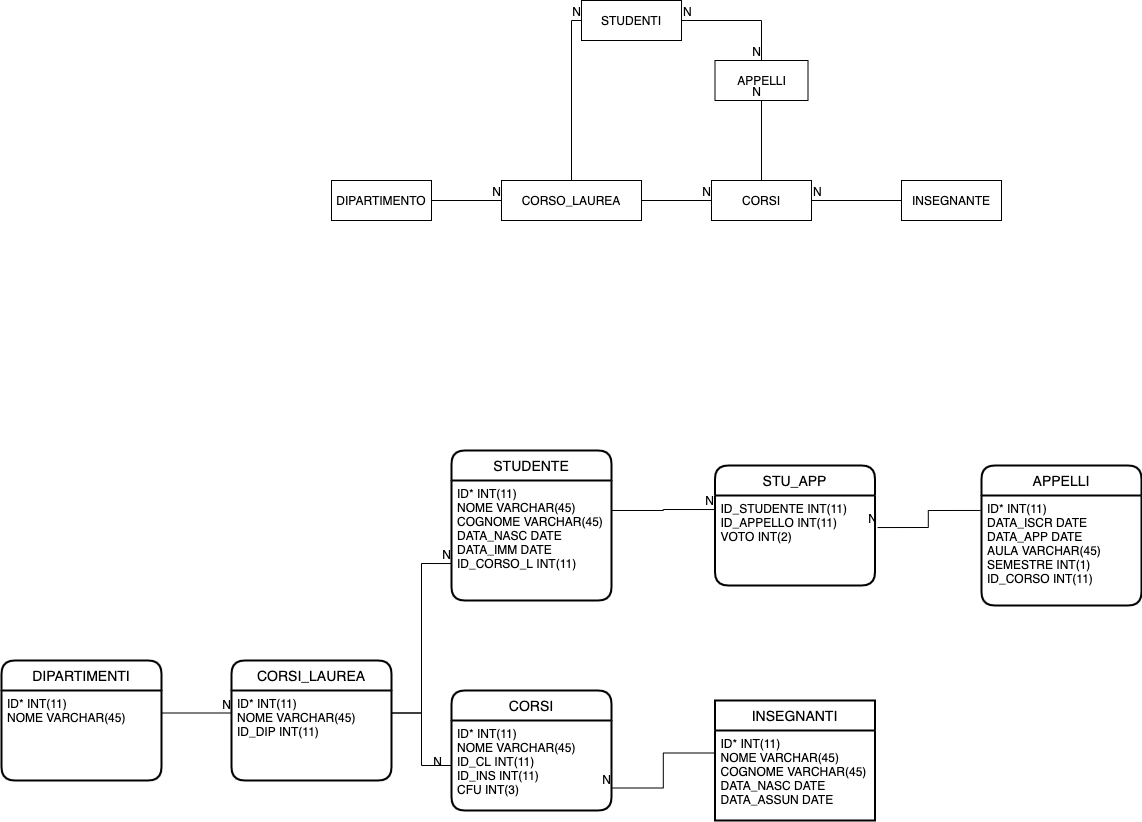 STUDENTI
N
N
N
APPELLI
N
DIPARTIMENTO
N
CORSO_LAUREA
N
CORSI
N
INSEGNANTE
STUDENTE
ID* INT(11)
NOME VARCHAR(45)
COGNOME VARCHAR(45)
DATA_NASC DATE
DATA_IMM DATE
ID_CORSO_L INT(11)
N
STU_APP
ID_STUDENTE INT(11)
ID_APPELLO INT(11)
VOTO INT(2)
N
N
APPELLI
ID* INT(11)
DATA_ISCR DATE
DATA_APP DATE
AULA VARCHAR(45)
SEMESTRE INT(1)
ID_CORSO INT(11)
DIPARTIMENTI
ID* INT(11)
NOME VARCHAR(45)
N
CORSI_LAUREA
ID* INT(11)
NOME VARCHAR(45)
ID_DIP INT(11)
N
CORSI
ID* INT(11)
NOME VARCHAR(45)
ID_CL INT(11)
ID_INS INT(11)
CFU INT(3)
N
INSEGNANTI
ID* INT(11)
NOME VARCHAR(45)
COGNOME VARCHAR(45)
DATA_NASC DATE
DATA_ASSUN DATE